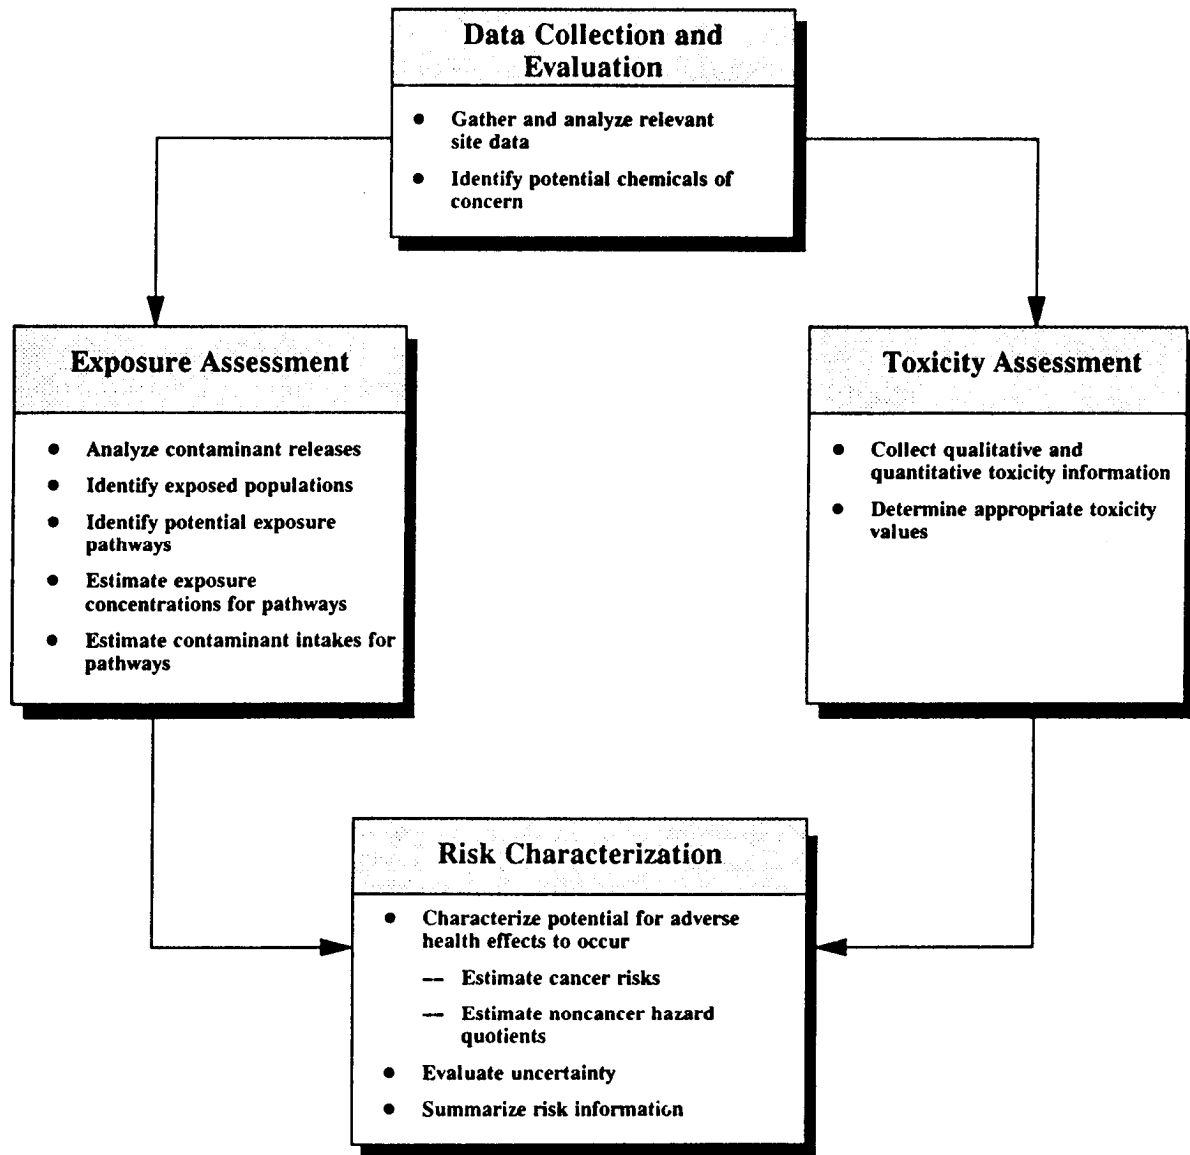 Data Collection and
Evaluation
● Gather and analyze relevant
site data
● Identify potential chemicals of
concern
Exposure Assessment
● Analyze contaminant releases
● Identify exposed populations
● Identify potential exposure
pathways
● Estimate exposure
concentrations for pathways
● Estimate contaminant intakes for
pathways
Toxicity Assessment
● Collect qualitative and
quantitative toxicity information
● Determine appropriate toxicity
values
Risk Characterization
● Characterize potential for adverse
health effects to occur
— Estimate cancer risks
— Estimate noncancer hazard
quotients
● Evaluate uncertainty
● Summarize risk information